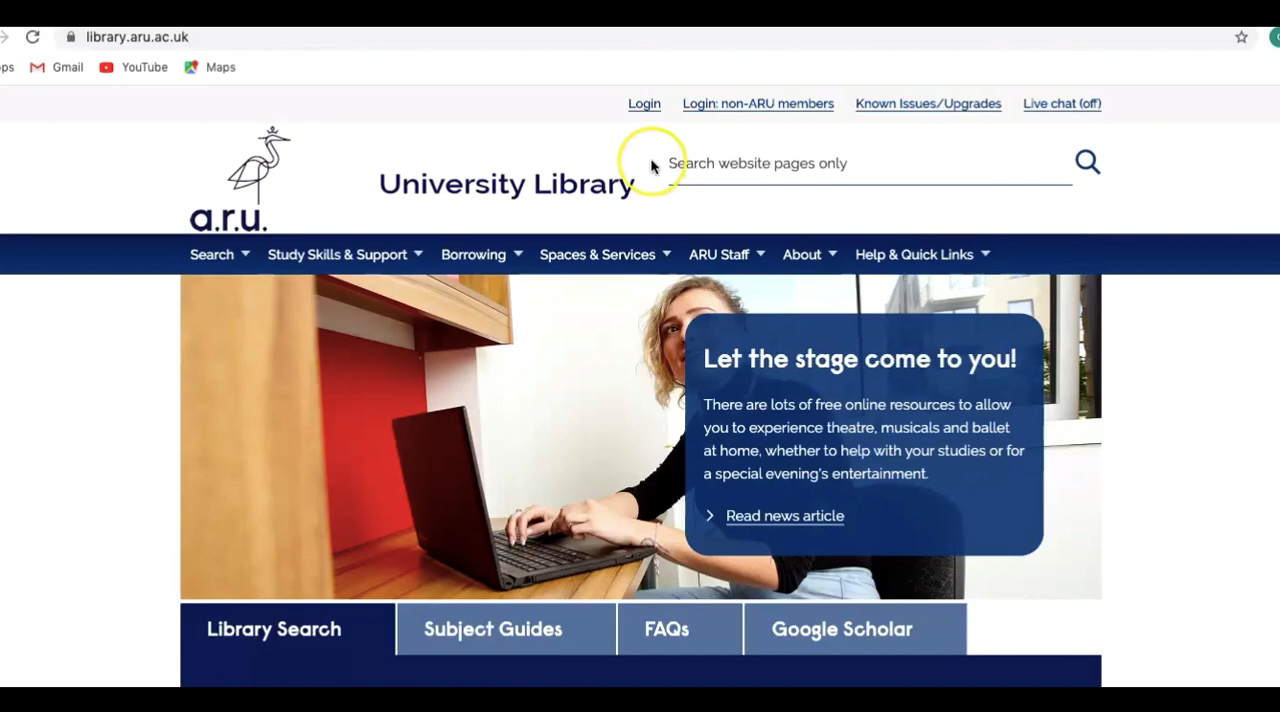 library.aru.ac.uk
ps Gmail YouTube Maps
Login Login: non-ARU members Known Issues/Upgrades Live chat (off)
a.r.u.
University Library
Search website pages only
Search Study Skills & Support Borrowing Spaces & Services ARU Staff About Help & Quick Links
Let the stage come to you!
There are lots of free online resources to allow
you to experience theatre, musicals and ballet
at home, whether to help with your studies or for
a special evening's entertainment.
Read news article
Library Search Subject Guides FAQs Google Scholar